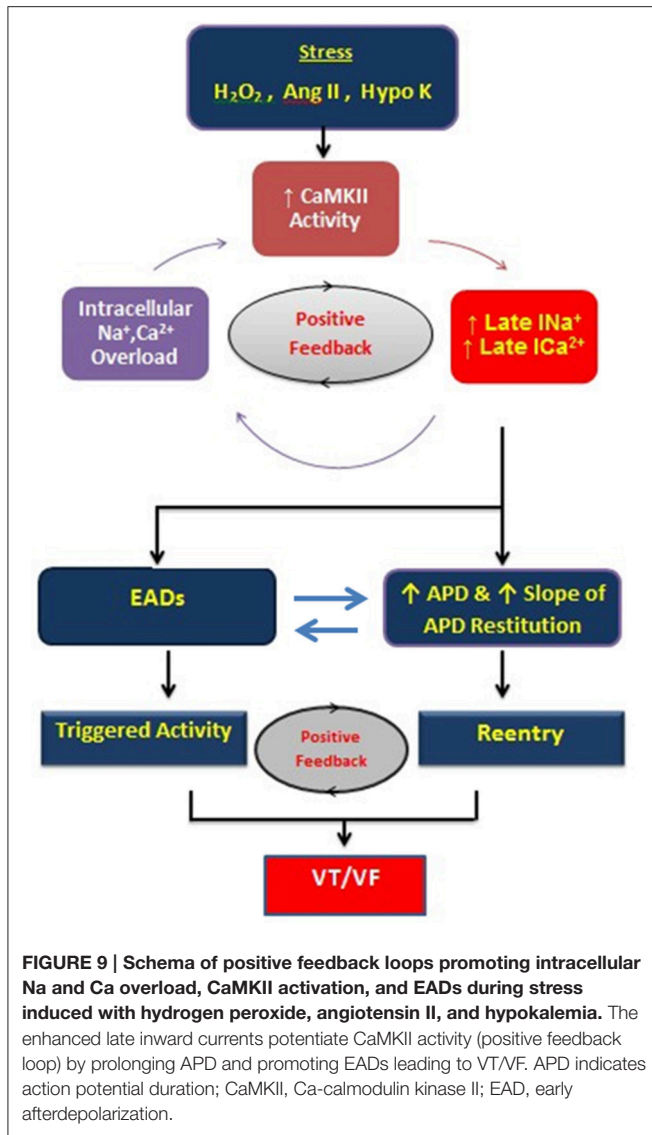 Stress
H₂O₂, Ang II, Hypo K
↑ CaMKII
Activity
Intracellular
Na⁺,Ca²⁺
Overload
Positive
Feedback
↑ Late INa⁺
↑ Late ICa²⁺
EADs
↑ APD & ↑ Slope of
APD Restitution
Triggered Activity
Positive
Feedback
Reentry
VT/VF
FIGURE 9 | Schema of positive feedback loops promoting intracellular
Na and Ca overload, CaMKII activation, and EADs during stress
induced with hydrogen peroxide, angiotensin II, and hypokalemia. The
enhanced late inward currents potentiate CaMKII activity (positive feedback
loop) by prolonging APD and promoting EADs leading to VT/VF. APD indicates
action potential duration; CaMKII, Ca-calmodulin kinase II; EAD, early
afterdepolarization.